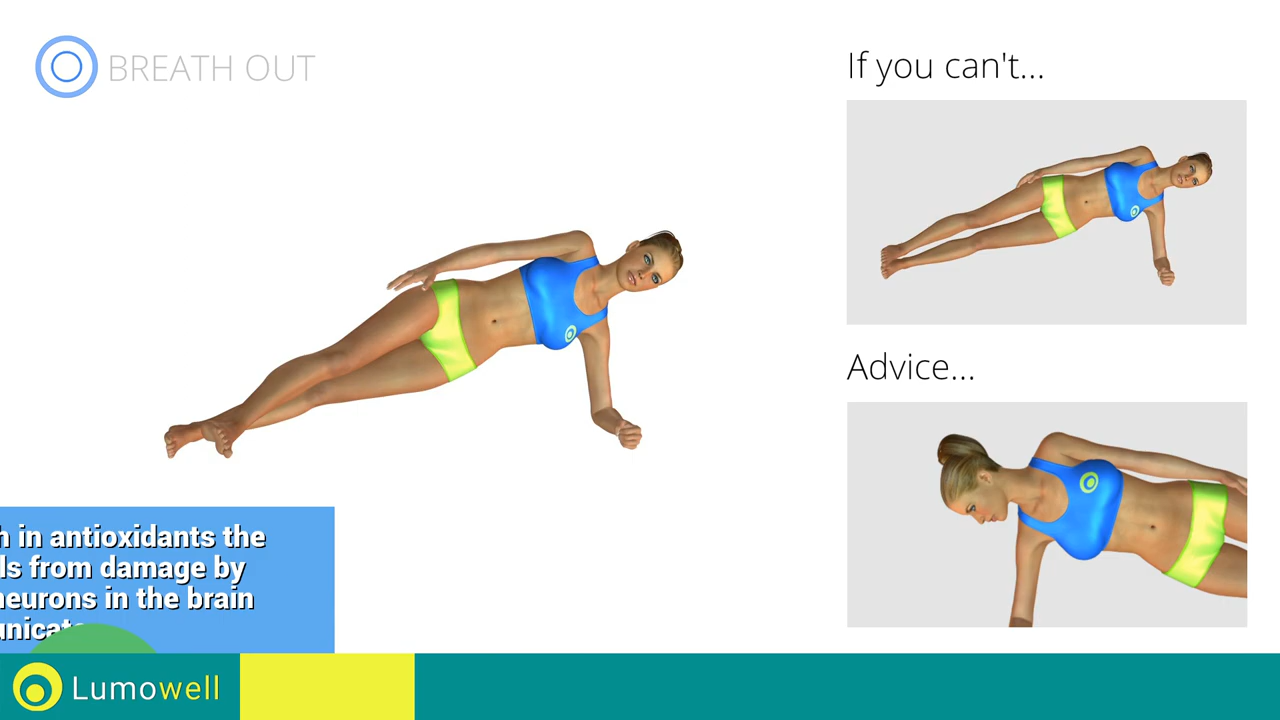 BREATH OUT
If you can't...
Advice...
in antioxidants the
from damage by
neurons in the brain
Lumowell